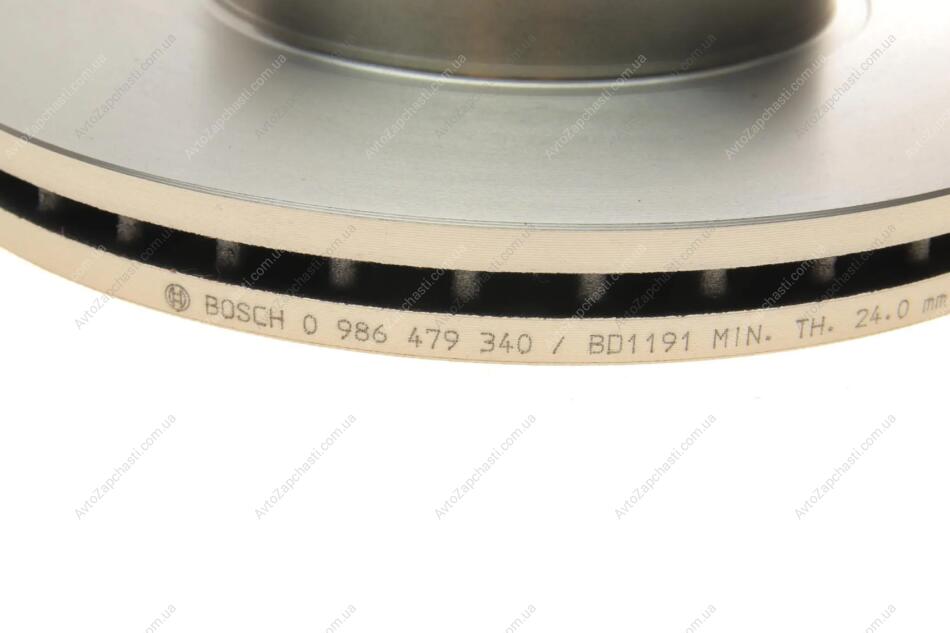 BOSCH 0 986 479 340 / BD1191 MIN. TH. 24.0 mm
AvtoZapchasti.com.ua